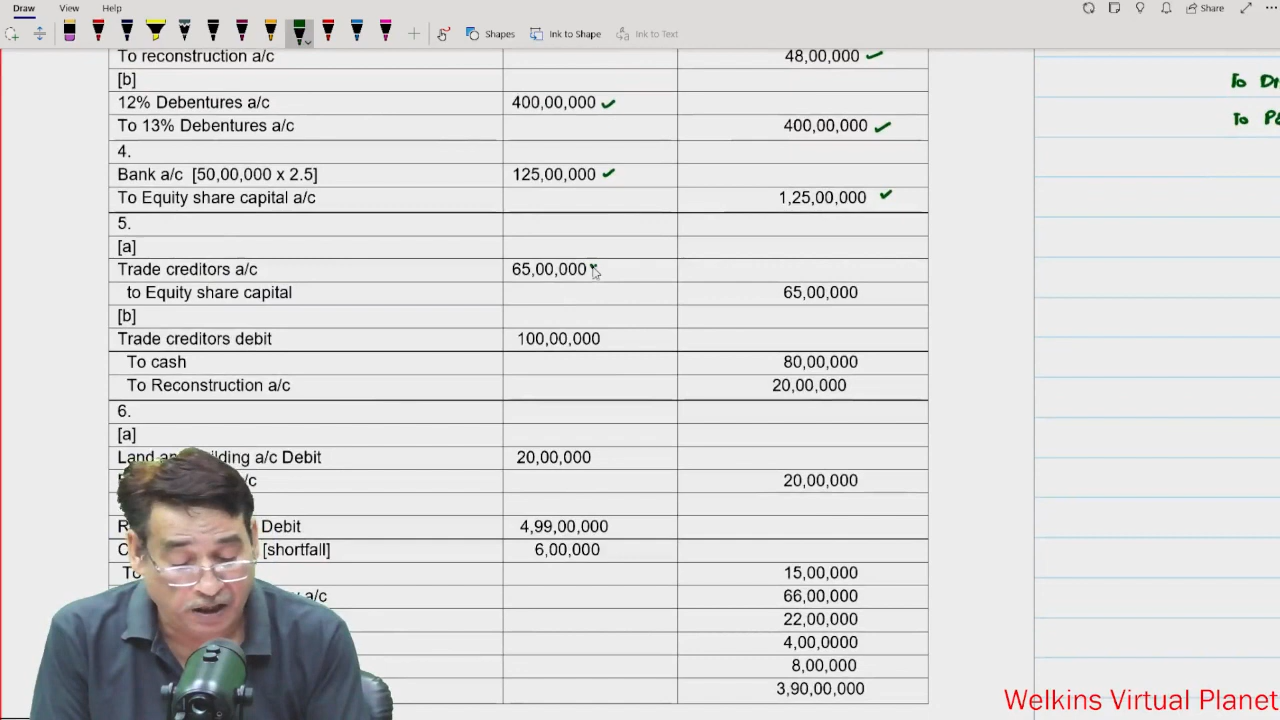 Draw View Help
Share
Shapes Ink to Shape Ink to Text
To reconstruction a/c 48,00,000
[b]
12% Debentures a/c 400,00,000
To 13% Debentures a/c 400,00,000
4.
Bank a/c [50,00,000 x 2.5] 125,00,000
To Equity share capital a/c 1,25,00,000
5.
[a]
Trade creditors a/c 65,00,000
to Equity share capital 65,00,000
[b]
Trade creditors debit 100,00,000
To cash 80,00,000
To Reconstruction a/c 20,00,000
6.
[a]
Land a/c Debit 20,00,000
20,00,000
Debit 4,99,00,000
[shortfall] 6,00,000
15,00,000
a/c 66,00,000
22,00,000
4,00,0000
8,00,000
3,90,00,000
To
To
Welkins Virtual Planet